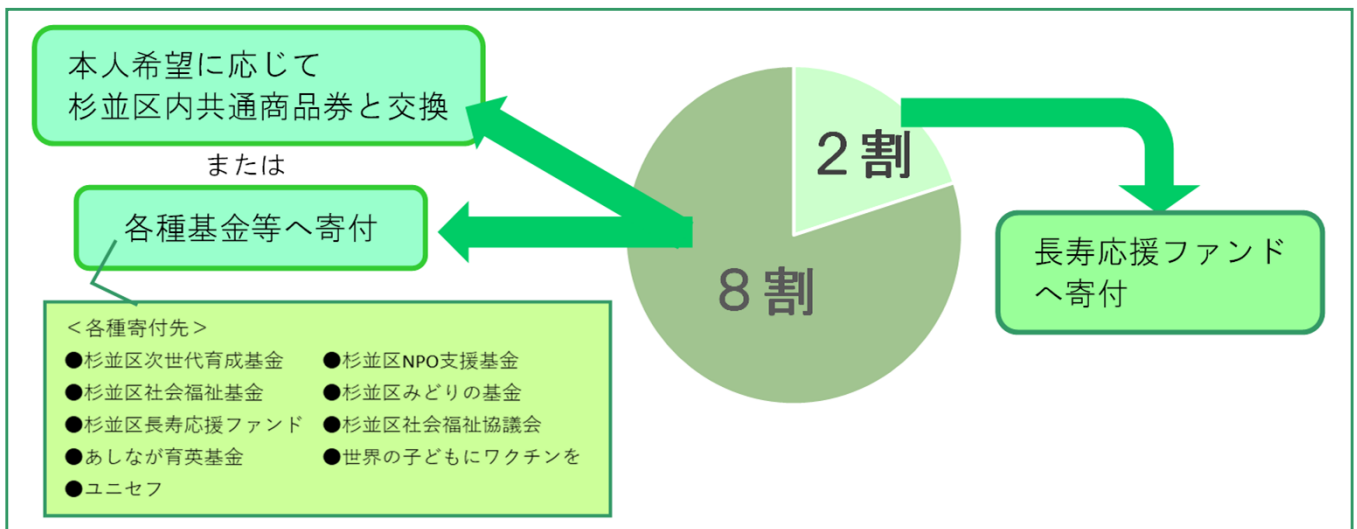 本人希望に応じて
杉並区内共通商品券と交換
または
各種基金等へ寄付
2割
8割
長寿応援ファンド
へ寄付
＜各種寄付先＞
●杉並区次世代育成基金 ●杉並区NPO支援基金
●杉並区社会福祉基金 ●杉並区みどりの基金
●杉並区長寿応援ファンド ●杉並区社会福祉協議会
●あしなが育英基金 ●世界の子どもにワクチンを
●ユニセフ